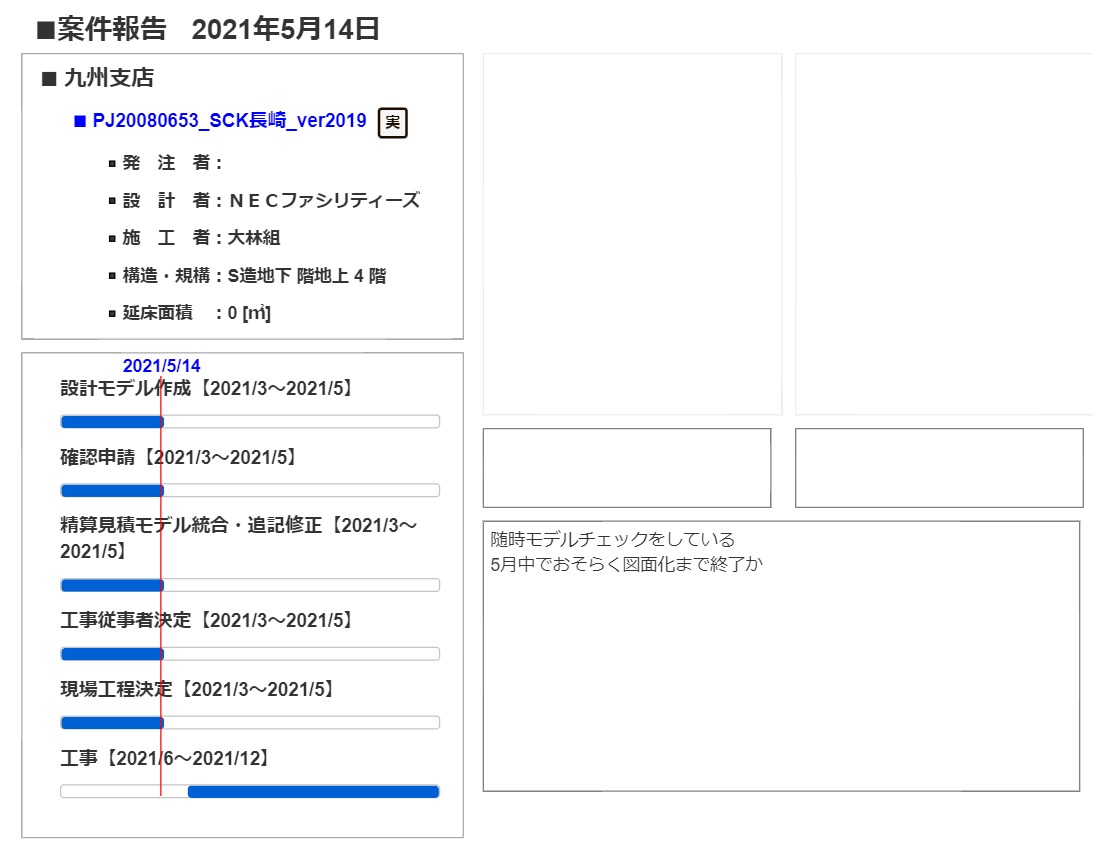 ■案件報告 2021年5月14日
■ 九州支店
■ PJ20080653_SCK長崎_ver2019 実
▪ 発 注 者：
▪ 設 計 者：ＮＥＣファシリティーズ
▪ 施 工 者：大林組
▪ 構造・規構：S造地下 階地上 4 階
▪ 延床面積 ：0 [㎡]
2021/5/14
設計モデル作成【2021/3～2021/5】
確認申請【2021/3～2021/5】
精算見積モデル統合・追記修正【2021/3～
2021/5】
工事従事者決定【2021/3～2021/5】
現場工程決定【2021/3～2021/5】
工事【2021/6～2021/12】
随時モデルチェックをしている
5月中でおそらく図面化まで終了か